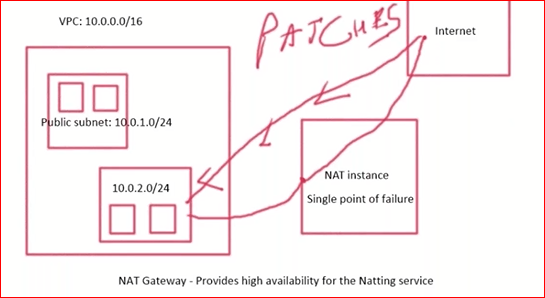 VPC: 10.0.0.0/16
PATCHES
Internet
Public subnet: 10.0.1.0/24
10.0.2.0/24
NAT instance
Single point of failure
NAT Gateway - Provides high availability for the Natting service